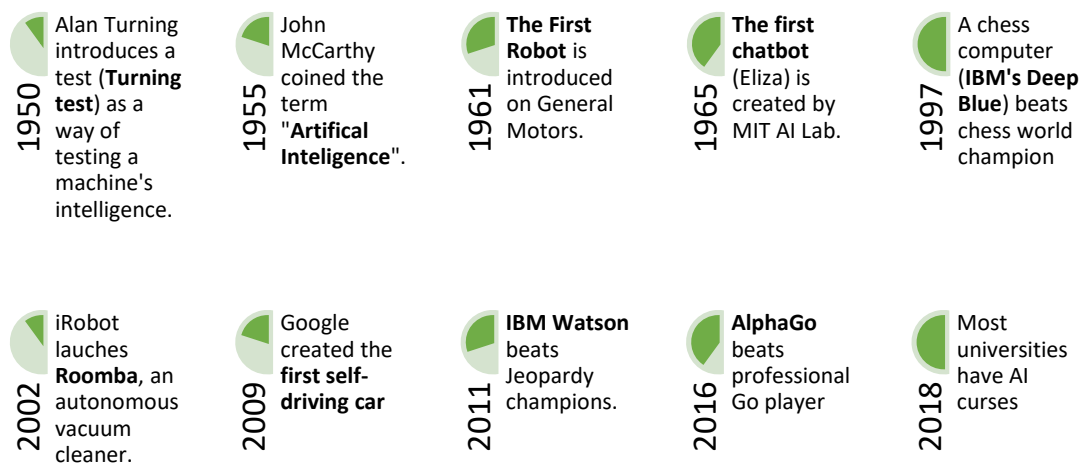 1950
Alan Turning
introduces a
test (Turning
test) as a
way of
testing a
machine's
intelligence.
1955
John
McCarthy
coined the
term
"Artifical
Inteligence".
1961
The First
Robot is
introduced
on General
Motors.
1965
The first
chatbot
(Eliza) is
created by
MIT AI Lab.
1997
A chess
computer
(IBM's Deep
Blue) beats
chess world
champion
2002
iRobot
lauches
Roomba, an
autonomous
vacuum
cleaner.
2009
Google
created the
first self-
driving car
2011
IBM Watson
beats
Jeopardy
champions.
2016
AlphaGo
beats
professional
Go player
2018
Most
universities
have AI
curses